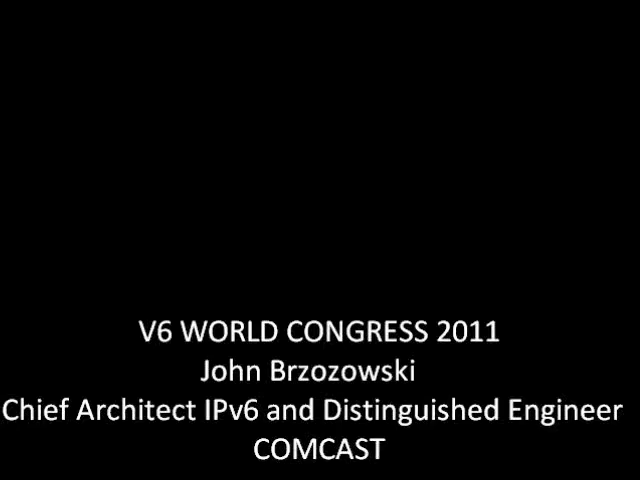 V6 WORLD CONGRESS 2011
John Brzozowski
Chief Architect IPv6 and Distinguished Engineer
COMCAST